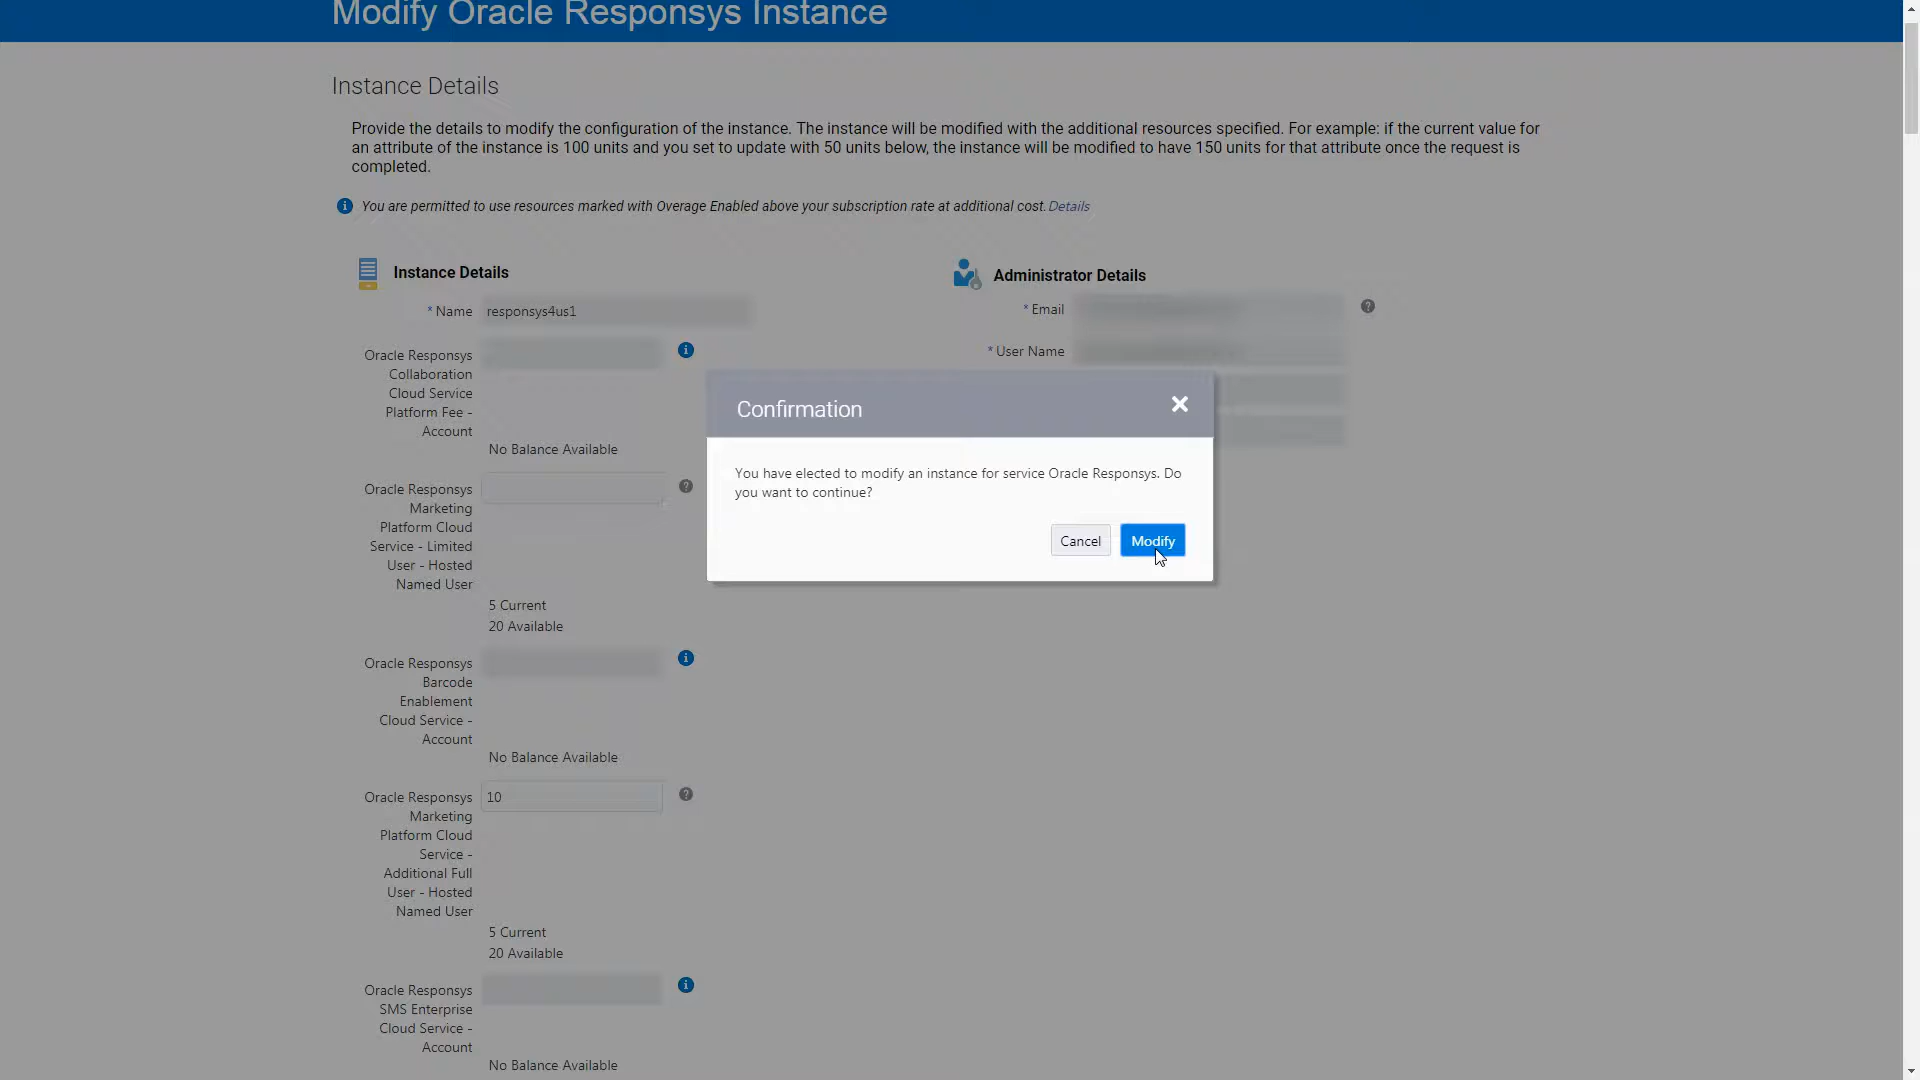 Modify Oracle Responsys Instance
Instance Details
Provide the details to modify the configuration of the instance. The instance will be modified with the additional resources specified. For example: if the current value for
an attribute of the instance is 100 units and you set to update with 50 units below, the instance will be modified to have 150 units for that attribute once the request is
completed.
You are permitted to use resources marked with Overage Enabled above your subscription rate at additional cost. Details
Instance Details
* Name responsys4us1
Oracle Responsys
Collaboration
Cloud Service
Platform Fee -
Account
No Balance Available
Oracle Responsys
Marketing
Platform Cloud
Service - Limited
User - Hosted
Named User
5 Current
20 Available
Oracle Responsys
Barcode
Enablement
Cloud Service -
Account
No Balance Available
Oracle Responsys
Marketing
Platform Cloud
Service -
Additional Full
User - Hosted
Named User
10
5 Current
20 Available
Oracle Responsys
SMS Enterprise
Cloud Service -
Account
No Balance Available
Administrator Details
* Email
* User Name
Confirmation
You have elected to modify an instance for service Oracle Responsys. Do
you want to continue?
Cancel
Modify